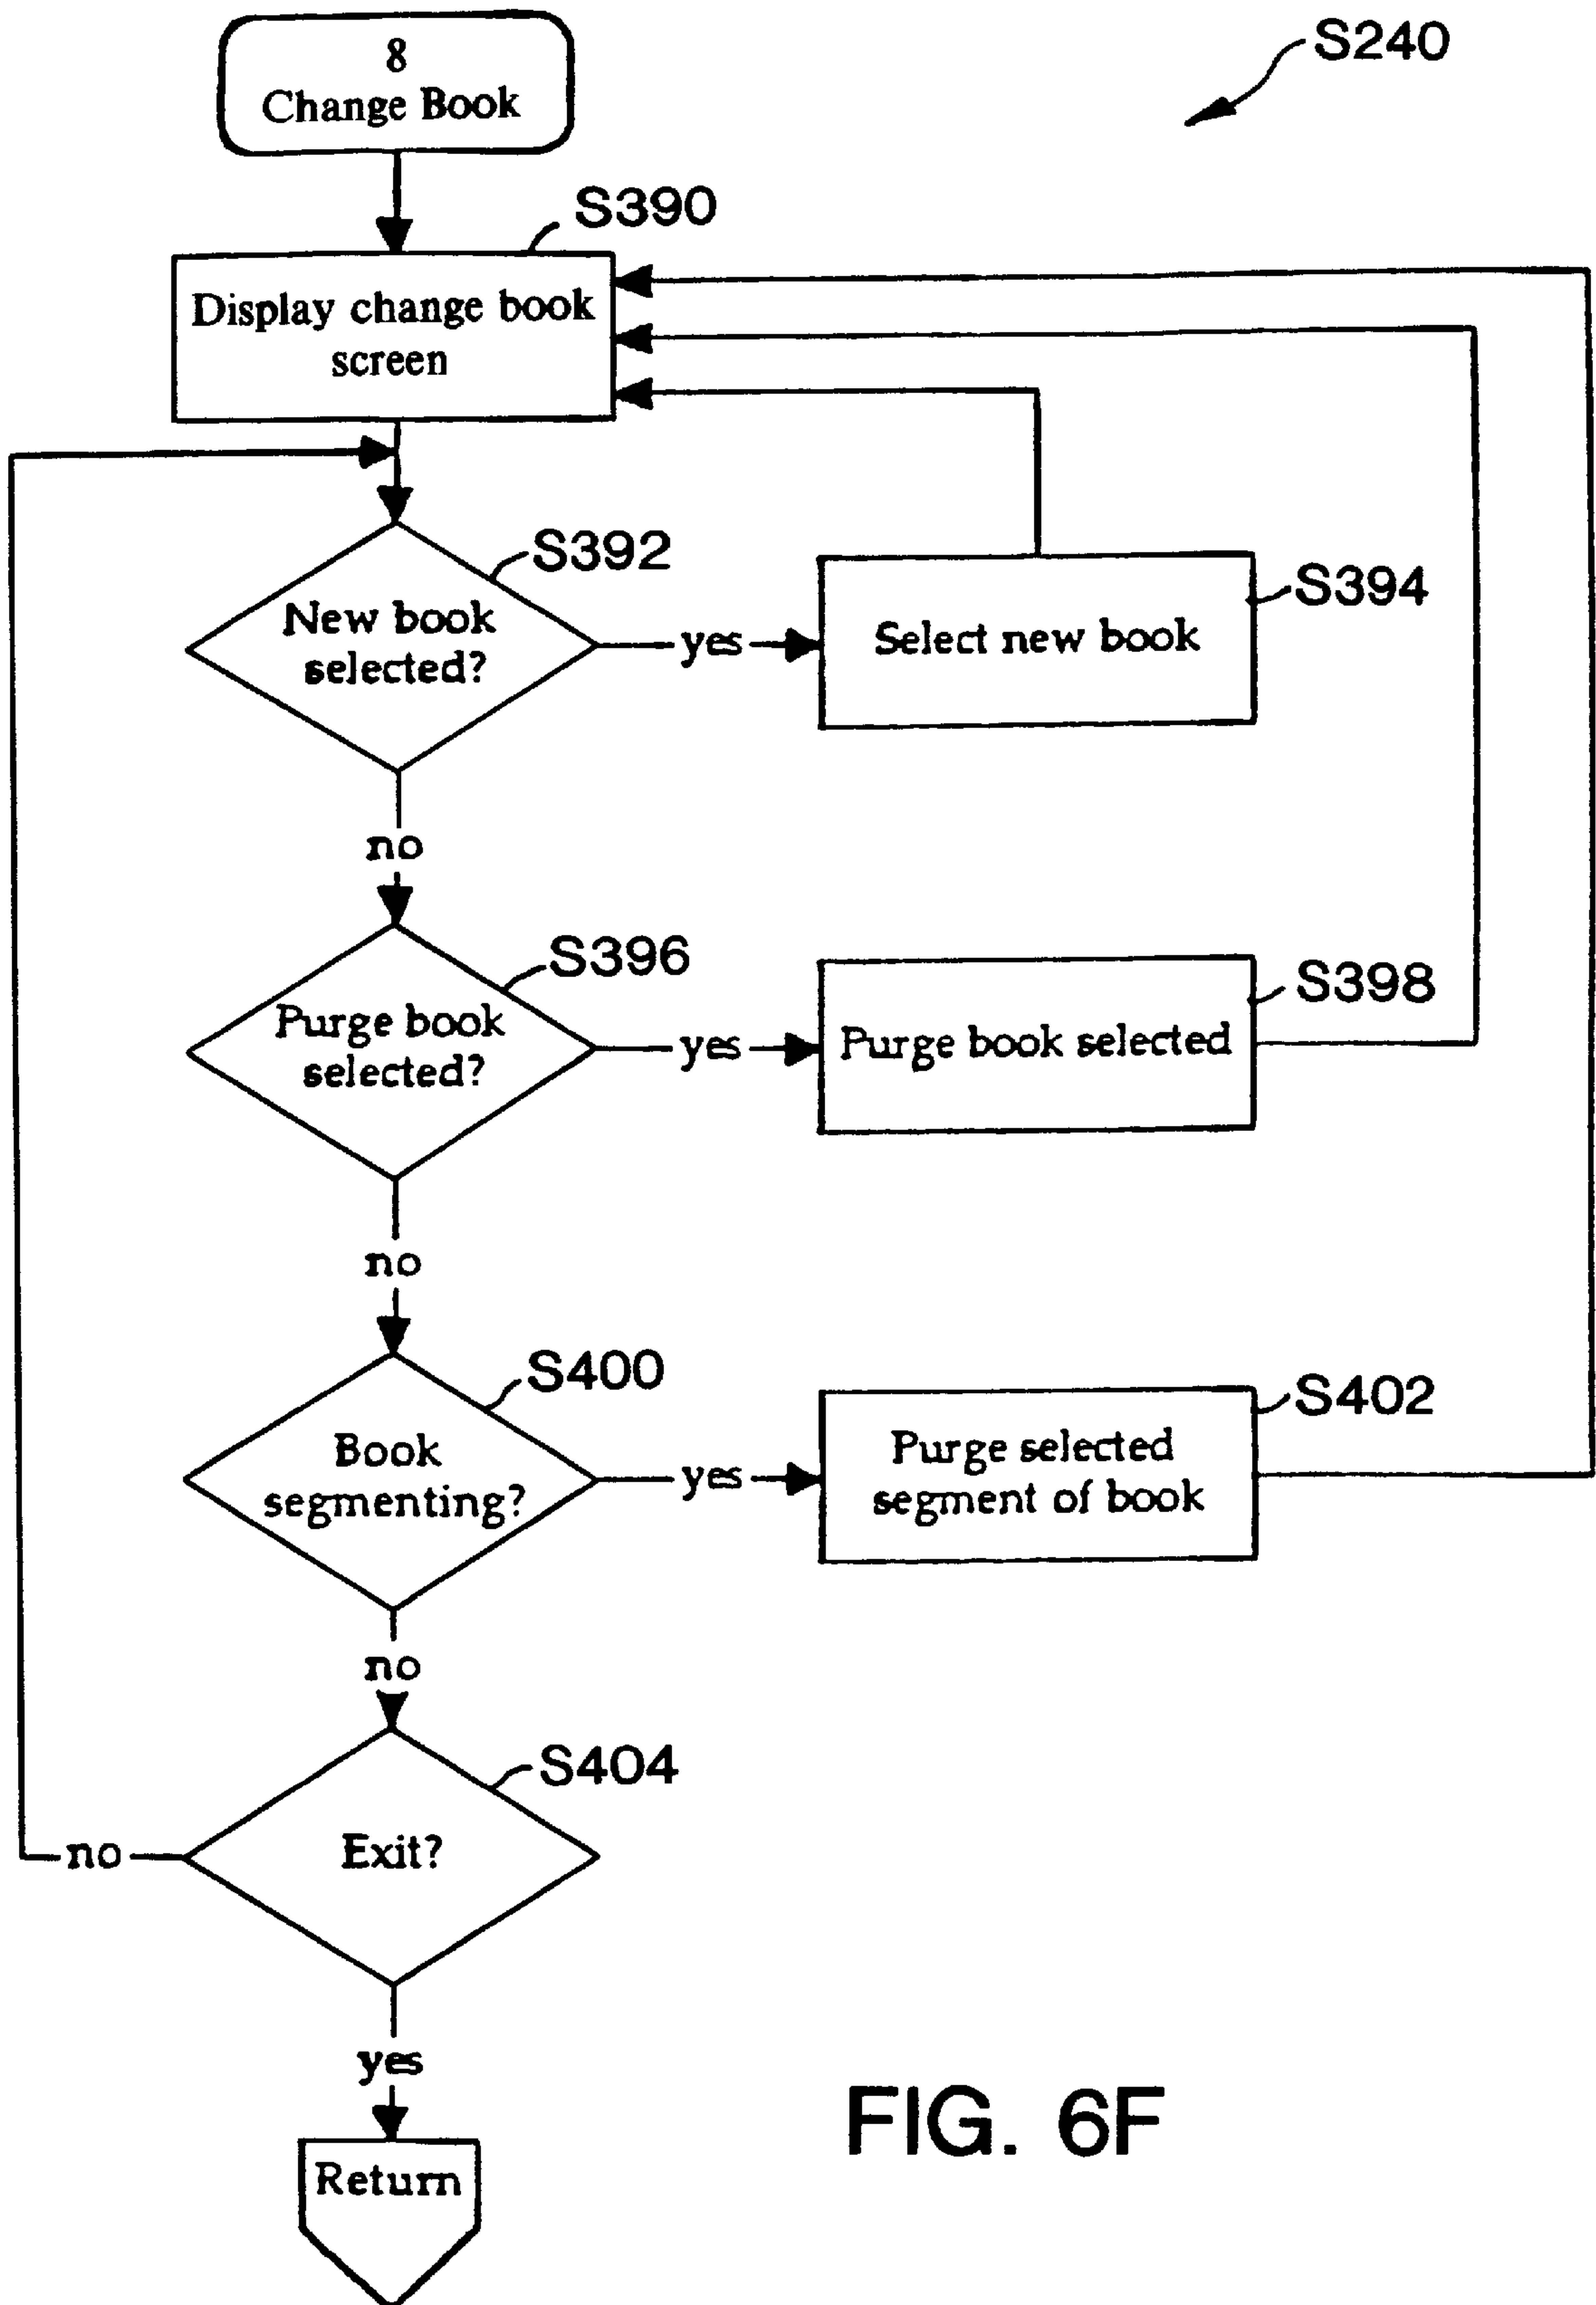 8
Change Book
S240
S390
Display change book
screen
S392
New book
selected?
yes
Select new book
S394
no
S396
Purge book
selected?
yes
Purge book selected
S398
no
S400
Book
segmenting?
yes
Purge selected
segment of book
S402
no
S404
Exit?
no
yes
Return
FIG. 6F